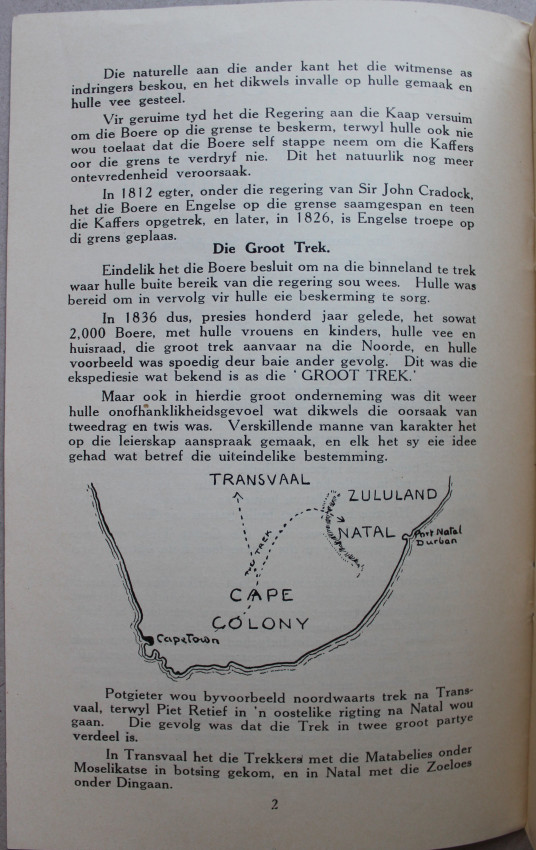 Die naturelle aan die ander kant het die witmense as
indringers beskou, en het dikwels invalle op hulle gemaak en
hulle vee gesteel.
Vir geruime tyd het die Regering aan die Kaap versuim
om die Boere op die grense te beskerm, terwyl hulle ook nie
wou toelaat dat die Boere self stappe neem om die Kaffers
oor die grens te verdryf nie. Dit het natuurlik nog meer
ontevredenheid veroorsaak.
In 1812 egter, onder die regering van Sir John Cradock,
het die Boere en Engelse op die grense saamgespan en teen
die Kaffers opgetrek, en later, in 1826, is Engelse troepe op
di grens geplaas.
Die Groot Trek.
Eindelik het die Boere besluit om na die binneland te trek
waar hulle buite bereik van die regering sou wees. Hulle was
bereid om in vervolg vir hulle eie beskerming te sorg.
In 1836 dus, presies honderd jaar gelede, het sowat
2,000 Boere, met hulle vrouens en kinders, hulle vee en
huisraad, die groot trek aanvaar na die Noorde, en hulle
voorbeeld was spoedig deur baie ander gevolg. Dit was die
ekspediesie wat bekend is as die ' GROOT TREK.'
Maar ook in hierdie groot onderneming was dit weer
hulle onofhanklikheidsgevoel wat dikwels die oorsaak van
tweedrag en twis was. Verskillende manne van karakter het
op die leierskap aanspraak gemaak, en elk het sy eie idee
gehad wat betref die uiteindelike bestemming.
TRANSVAAL
ZULULAND
NATAL
Port Natal
Durban
TREK
CAPE
COLONY
CapeTown
Potgieter wou byvoorbeeld noordwaarts trek na Trans-
vaal, terwyl Piet Retief in 'n oostelike rigting na Natal wou
gaan. Die gevolg was dat die Trek in twee groot partye
verdeel is.
In Transvaal het die Trekkers met die Matabelies onder
Moselikatse in botsing gekom, en in Natal met die Zoeloes
onder Dingaan.
2